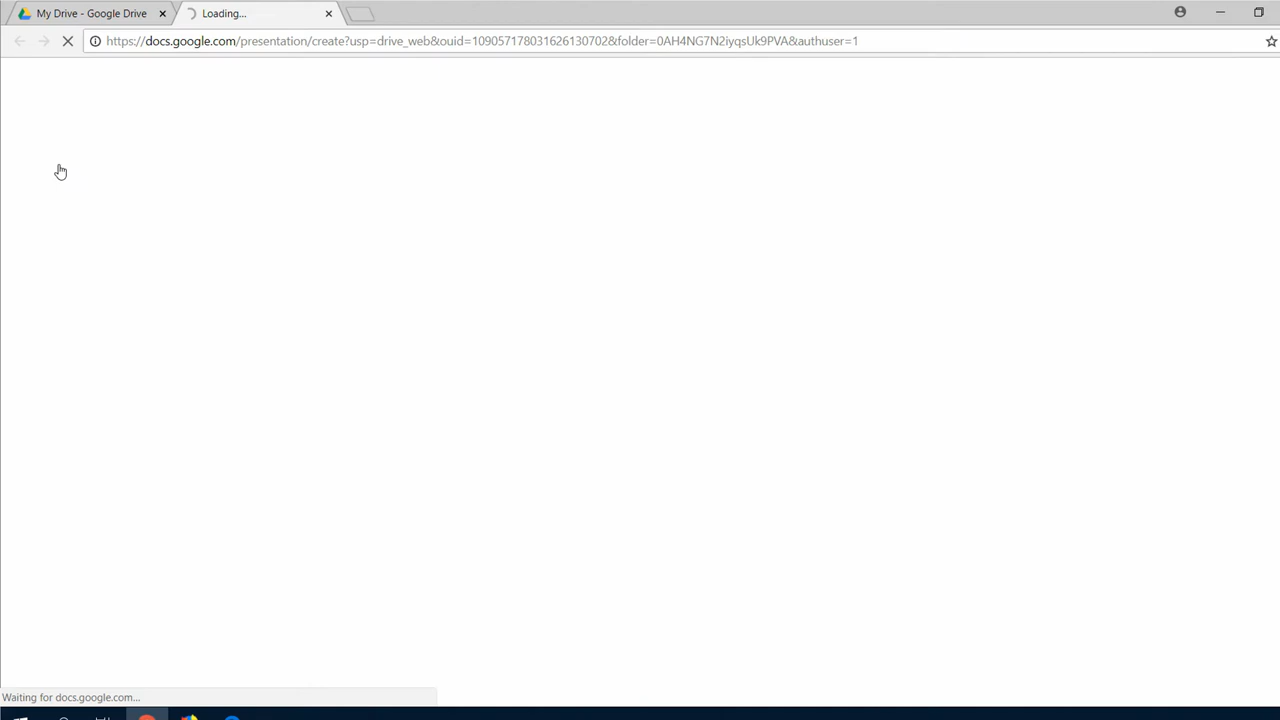 My Drive - Google Drive
Loading...
https://docs.google.com/presentation/create?usp=drive_web&ouid=109057178031626130702&folder=0AH4NG7N2iyqsUk9PVA&authuser=1
Waiting for docs.google.com...